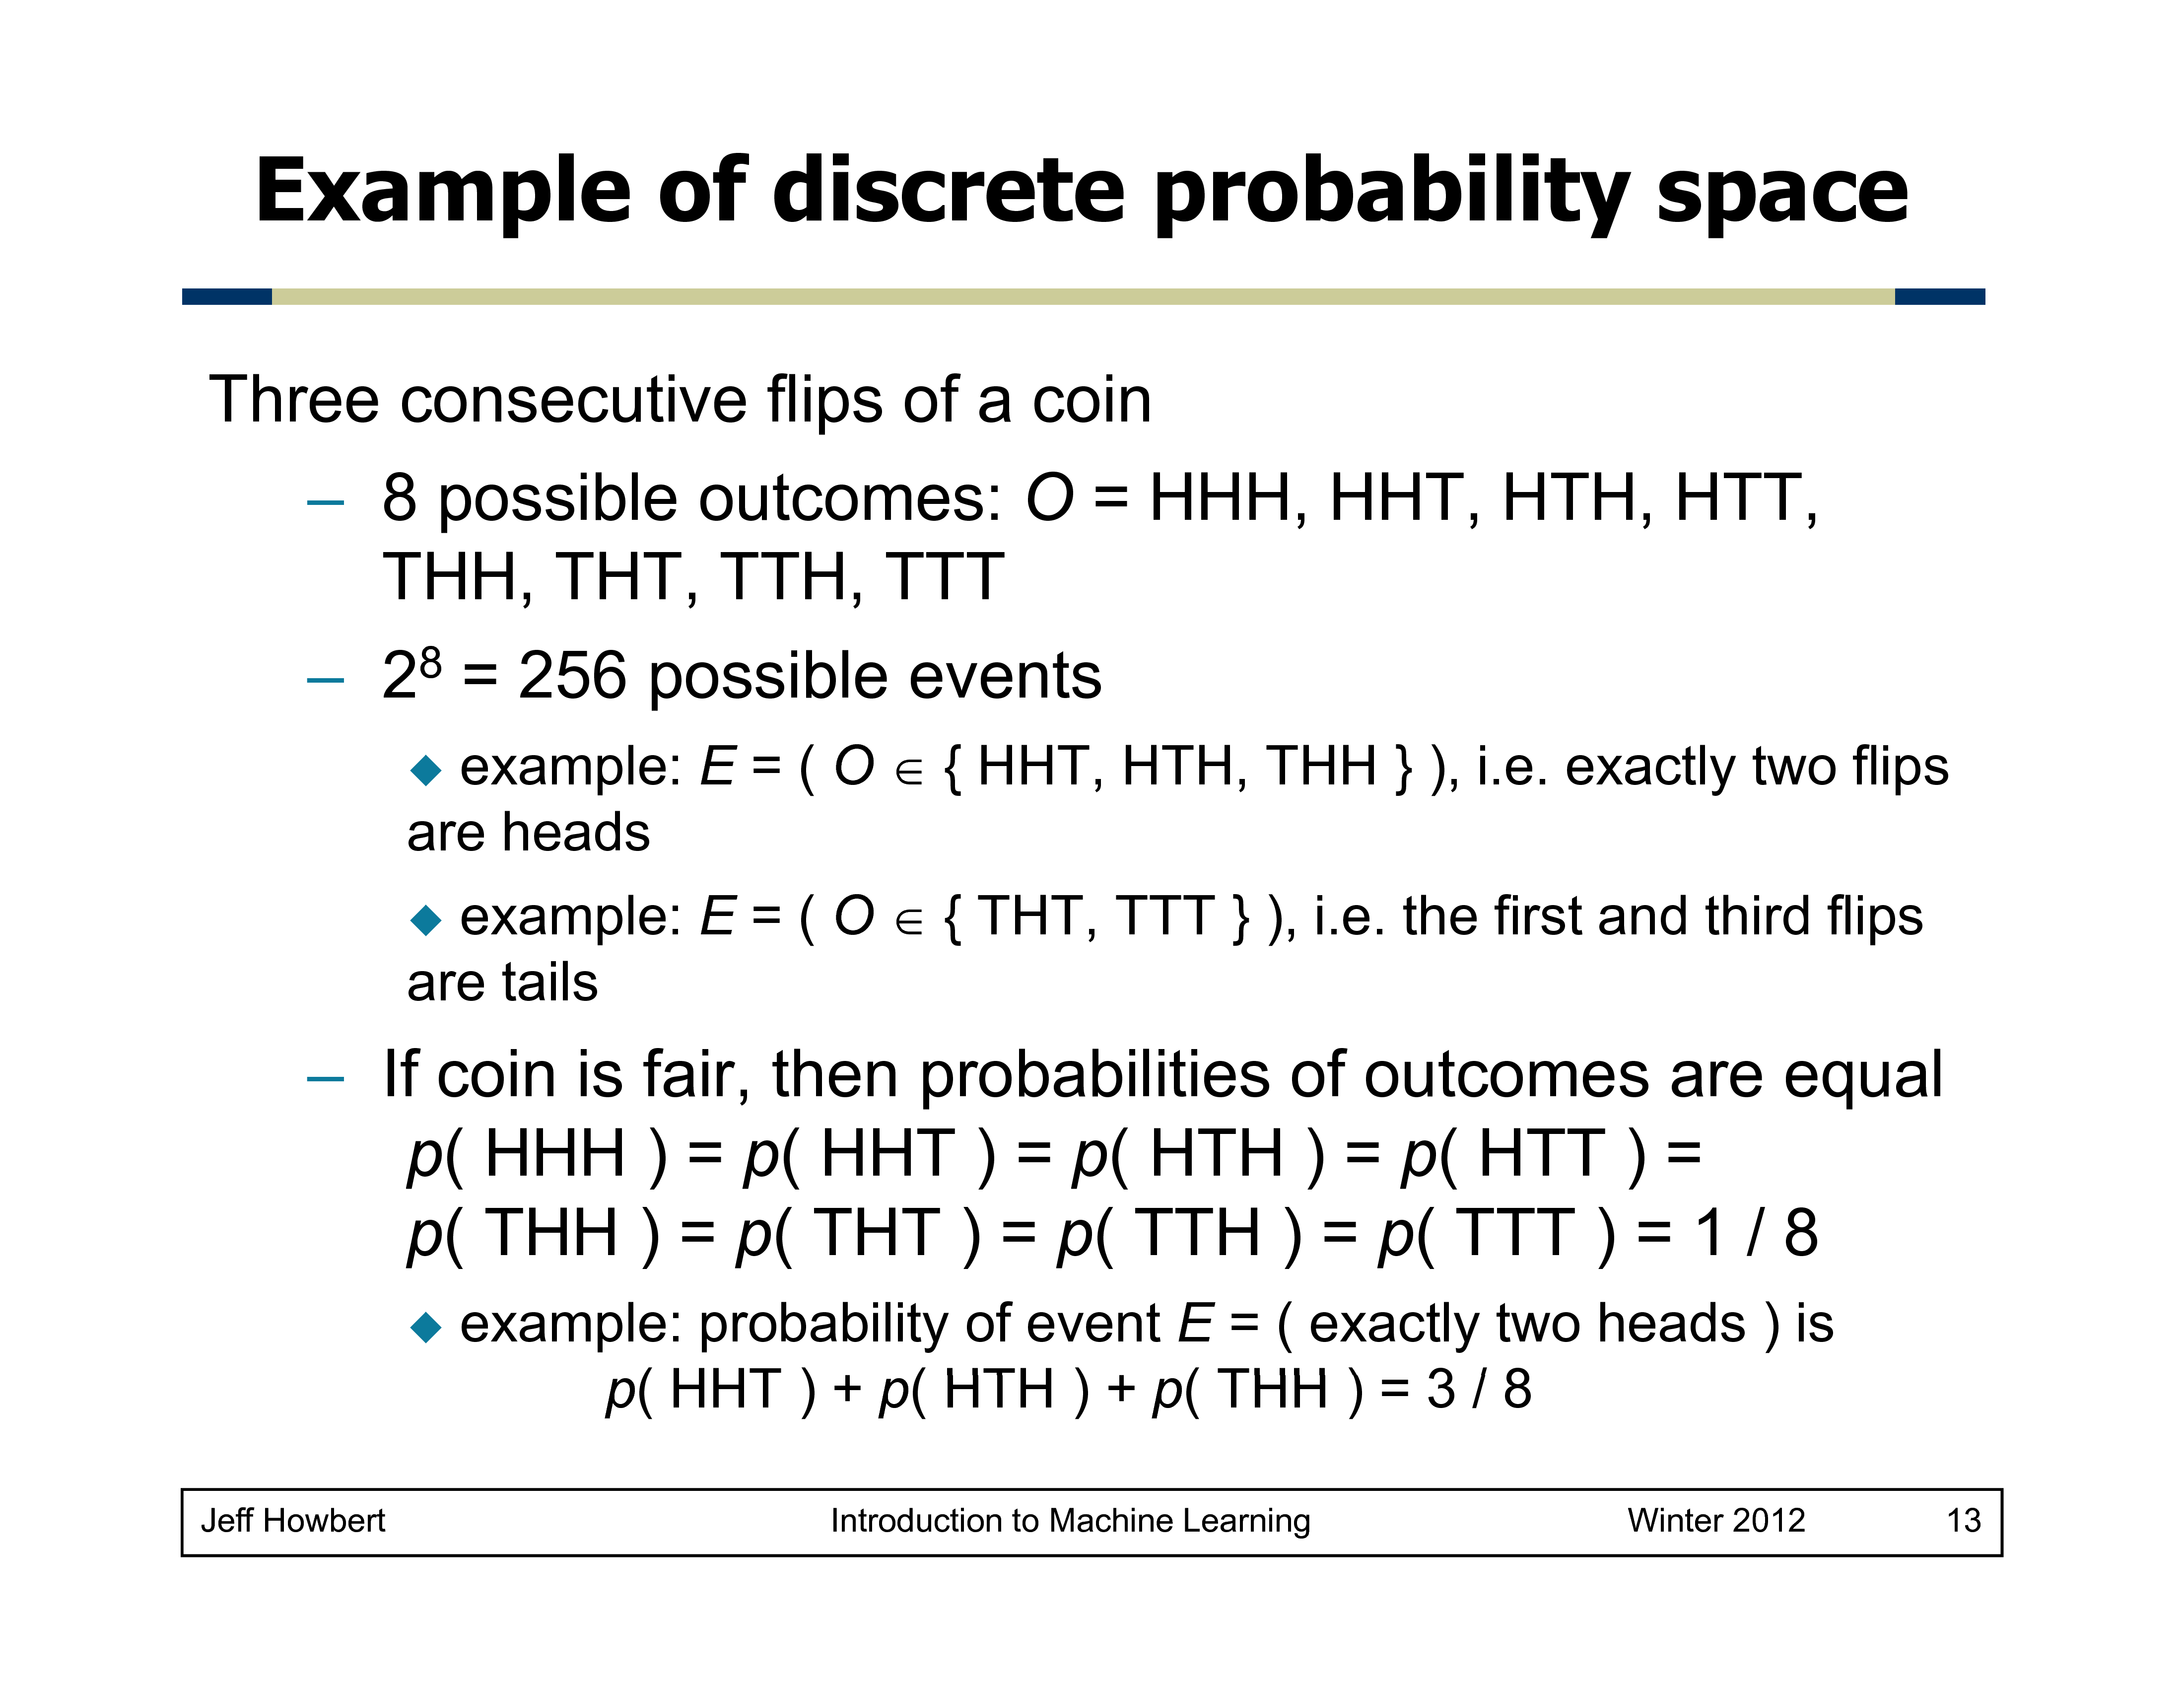 Example of discrete probability space
Three consecutive flips of a coin
– 8 possible outcomes: O = HHH, HHT, HTH, HTT,
THH, THT, TTH, TTT
– 2⁸ = 256 possible events
◆ example: E = ( O ∈ { HHT, HTH, THH } ), i.e. exactly two flips
are heads
◆ example: E = ( O ∈ { THT, TTT } ), i.e. the first and third flips
are tails
– If coin is fair, then probabilities of outcomes are equal
p( HHH ) = p( HHT ) = p( HTH ) = p( HTT ) =
p( THH ) = p( THT ) = p( TTH ) = p( TTT ) = 1 / 8
◆ example: probability of event E = ( exactly two heads ) is
p( HHT ) + p( HTH ) + p( THH ) = 3 / 8
Jeff Howbert Introduction to Machine Learning Winter 2012 13